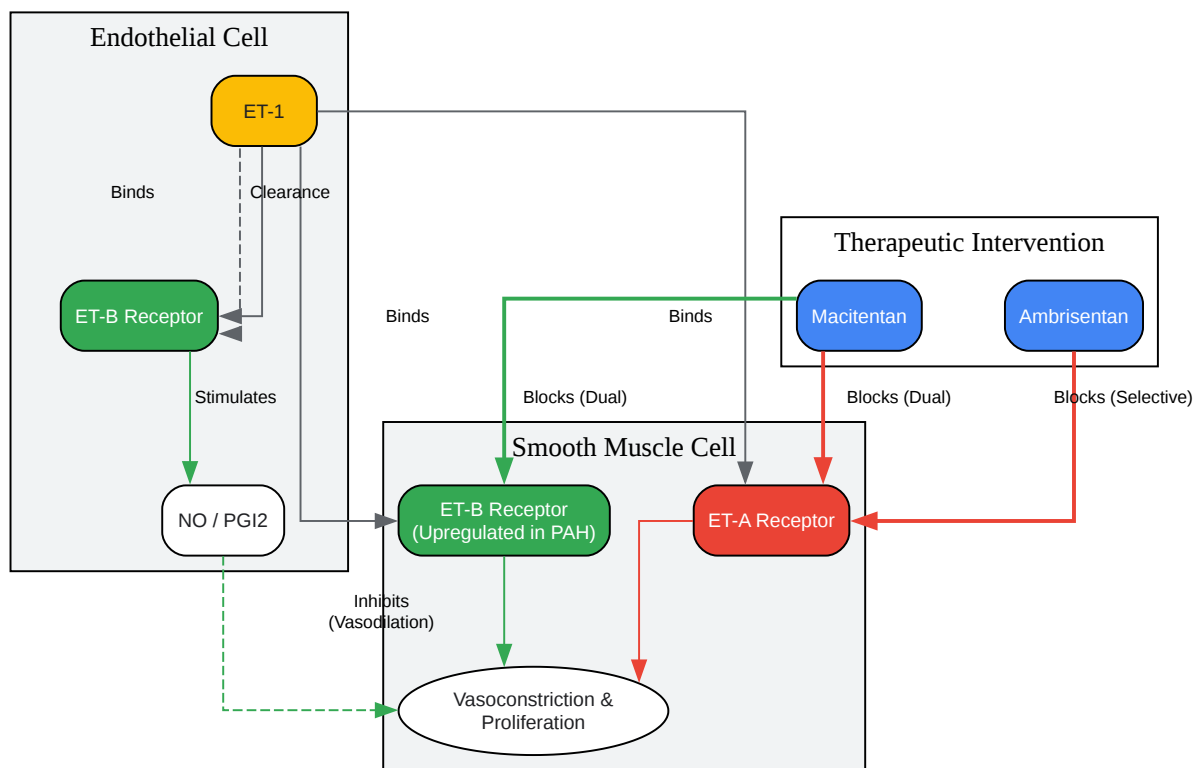 Endothelial Cell
ET-1
Binds
Clearance
Therapeutic Intervention
ET-B Receptor
Binds
Binds
Macitentan
Ambrisentan
Stimulates
Blocks (Dual)
Blocks (Dual)
Blocks (Selective)
Smooth Muscle Cell
NO / PGI2
ET-B Receptor
(Upregulated in PAH)
ET-A Receptor
Inhibits
(Vasodilation)
Vasoconstriction &
Proliferation